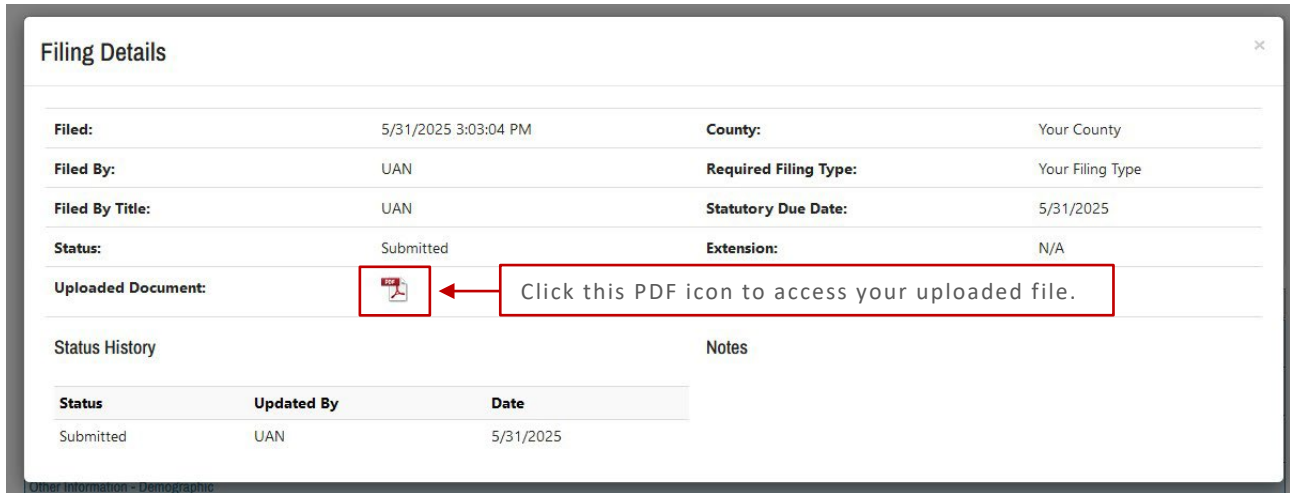 Filing Details
×
Filed: 5/31/2025 3:03:04 PM County: Your County
Filed By: UAN Required Filing Type: Your Filing Type
Filed By Title: UAN Statutory Due Date: 5/31/2025
Status: Submitted Extension: N/A
Uploaded Document: PDF Click this PDF icon to access your uploaded file.
Status History Notes
Status Updated By Date
Submitted UAN 5/31/2025
Other Information - Demographic